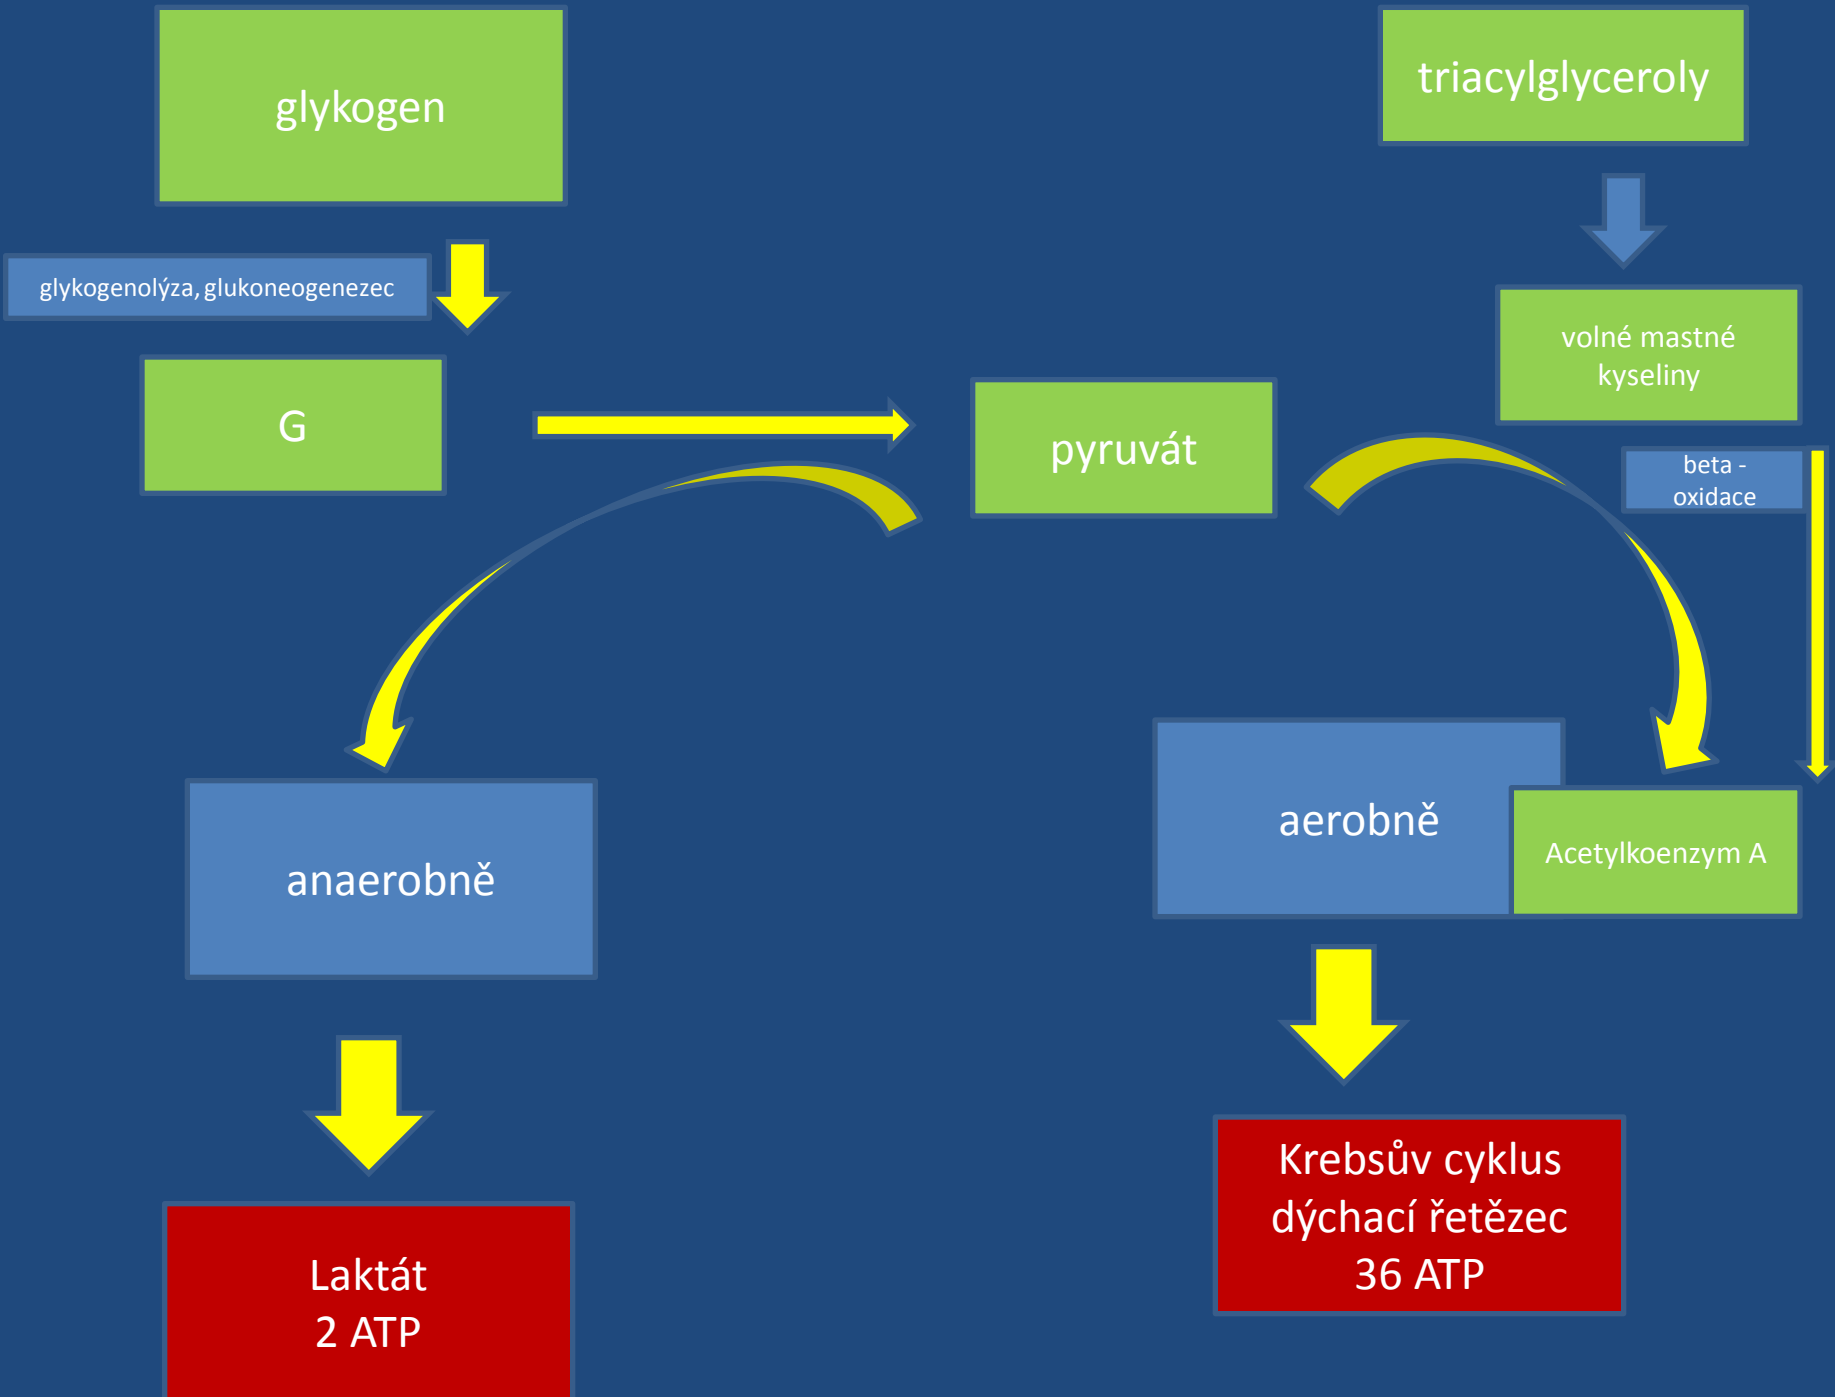 glykogen
triacylglyceroly
glykogenolýza, glukoneogenezec
volné mastné
kyseliny
G
pyruvát
beta -
oxidace
anaerobně
aerobně
Acetylkoenzym A
Laktát
2 ATP
Krebsův cyklus
dýchací řetězec
36 ATP